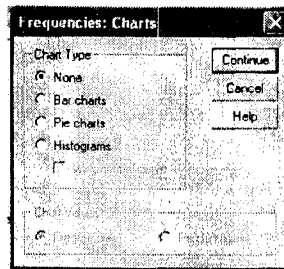 Frequencies: Charts
Chart Type
None
Bar charts
Pie charts
Histograms
Continue
Cancel
Help